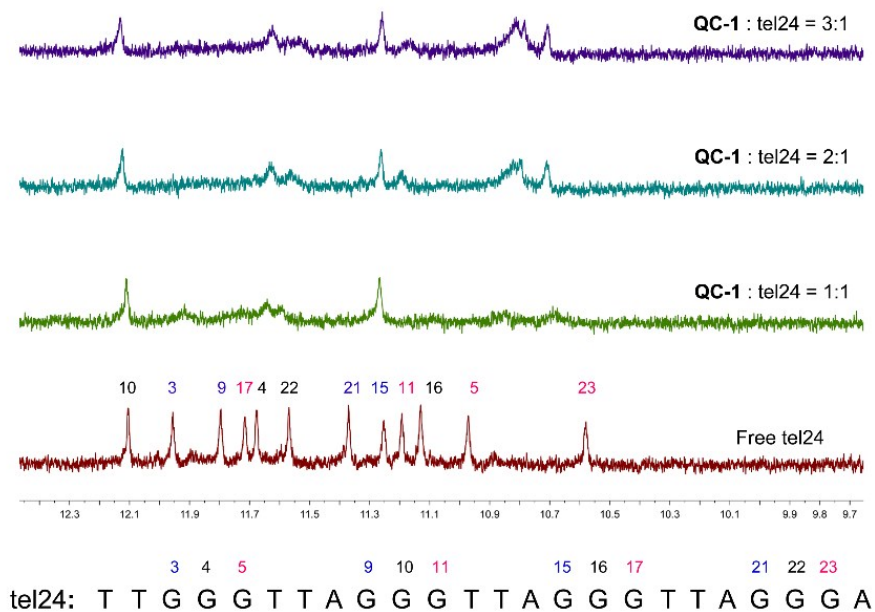 QC-1 : tel24 = 3:1
QC-1 : tel24 = 2:1
QC-1 : tel24 = 1:1
10 3 9 17 4 22 21 15 11 16 5 23
Free tel24
12.3 12.1 11.9 11.7 11.5 11.3 11.1 10.9 10.7 10.5 10.3 10.1 9.9 9.8 9.7
3 4 5 9 10 11 15 16 17 21 22 23
tel24: T T G G G T T A G G G T T A G G G T T A G G G A